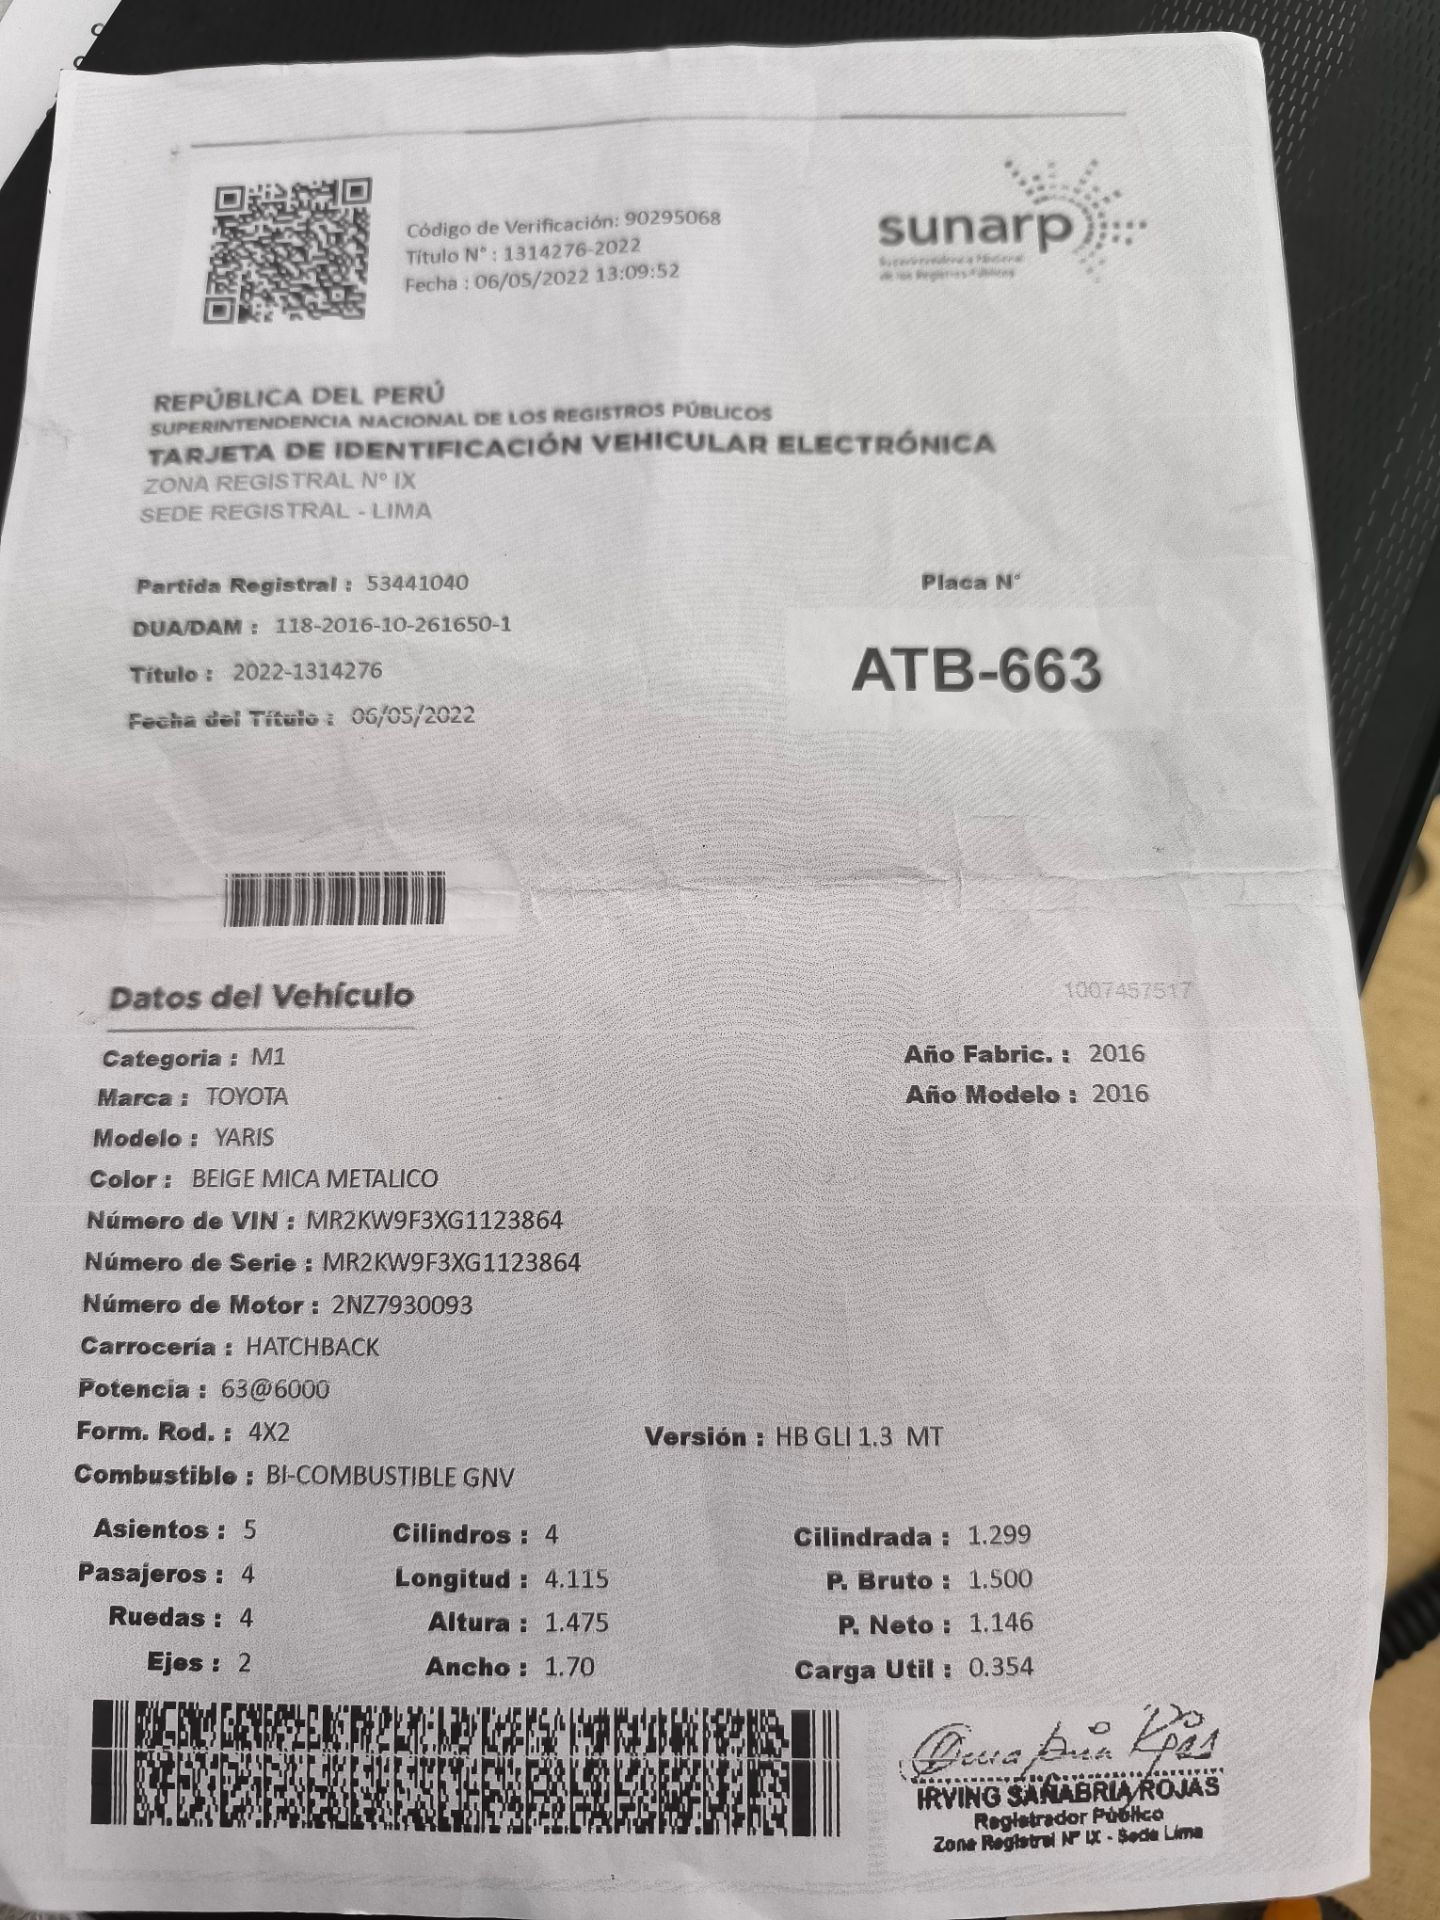 Código de Verificación: 90295068
Título N° : 1314276-2022
Fecha : 06/05/2022 13:09:52
sunarp
Superintendencia Nacional
de los Registros Públicos
REPÚBLICA DEL PERÚ
SUPERINTENDENCIA NACIONAL DE LOS REGISTROS PÚBLICOS
TARJETA DE IDENTIFICACIÓN VEHICULAR ELECTRÓNICA
ZONA REGISTRAL N° IX
SEDE REGISTRAL - LIMA
Partida Registral : 53441040
Placa N°
DUA/DAM : 118-2016-10-261650-1
ATB-663
Título : 2022-1314276
Fecha del Título : 06/05/2022
Datos del Vehículo
1007457517
Categoria : M1
Año Fabric. : 2016
Marca : TOYOTA
Año Modelo : 2016
Modelo : YARIS
Color : BEIGE MICA METALICO
Número de VIN : MR2KW9F3XG1123864
Número de Serie : MR2KW9F3XG1123864
Número de Motor : 2NZ7930093
Carrocería : HATCHBACK
Potencia : 63@6000
Form. Rod. : 4X2
Versión : HB GLI 1.3 MT
Combustible : BI-COMBUSTIBLE GNV
Asientos : 5 Cilindros : 4 Cilindrada : 1.299
Pasajeros : 4 Longitud : 4.115 P. Bruto : 1.500
Ruedas : 4 Altura : 1.475 P. Neto : 1.146
Ejes : 2 Ancho : 1.70 Carga Util : 0.354
IRVING SAÑABRIA ROJAS
Registrador Público
Zona Registral N° IX - Sede Lima